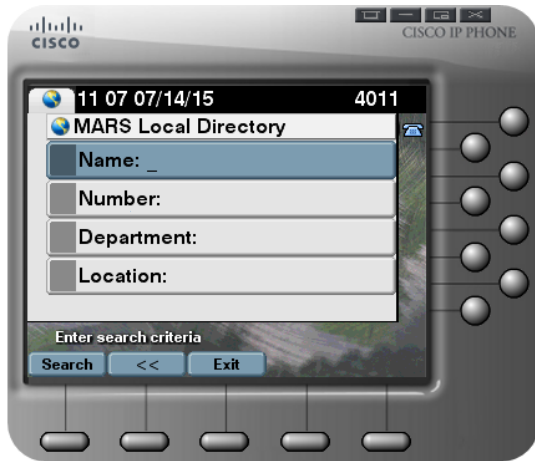 CISCO
CISCO IP PHONE
11 07 07/14/15 4011
MARS Local Directory
Name: _
Number:
Department:
Location:
Enter search criteria
Search << Exit